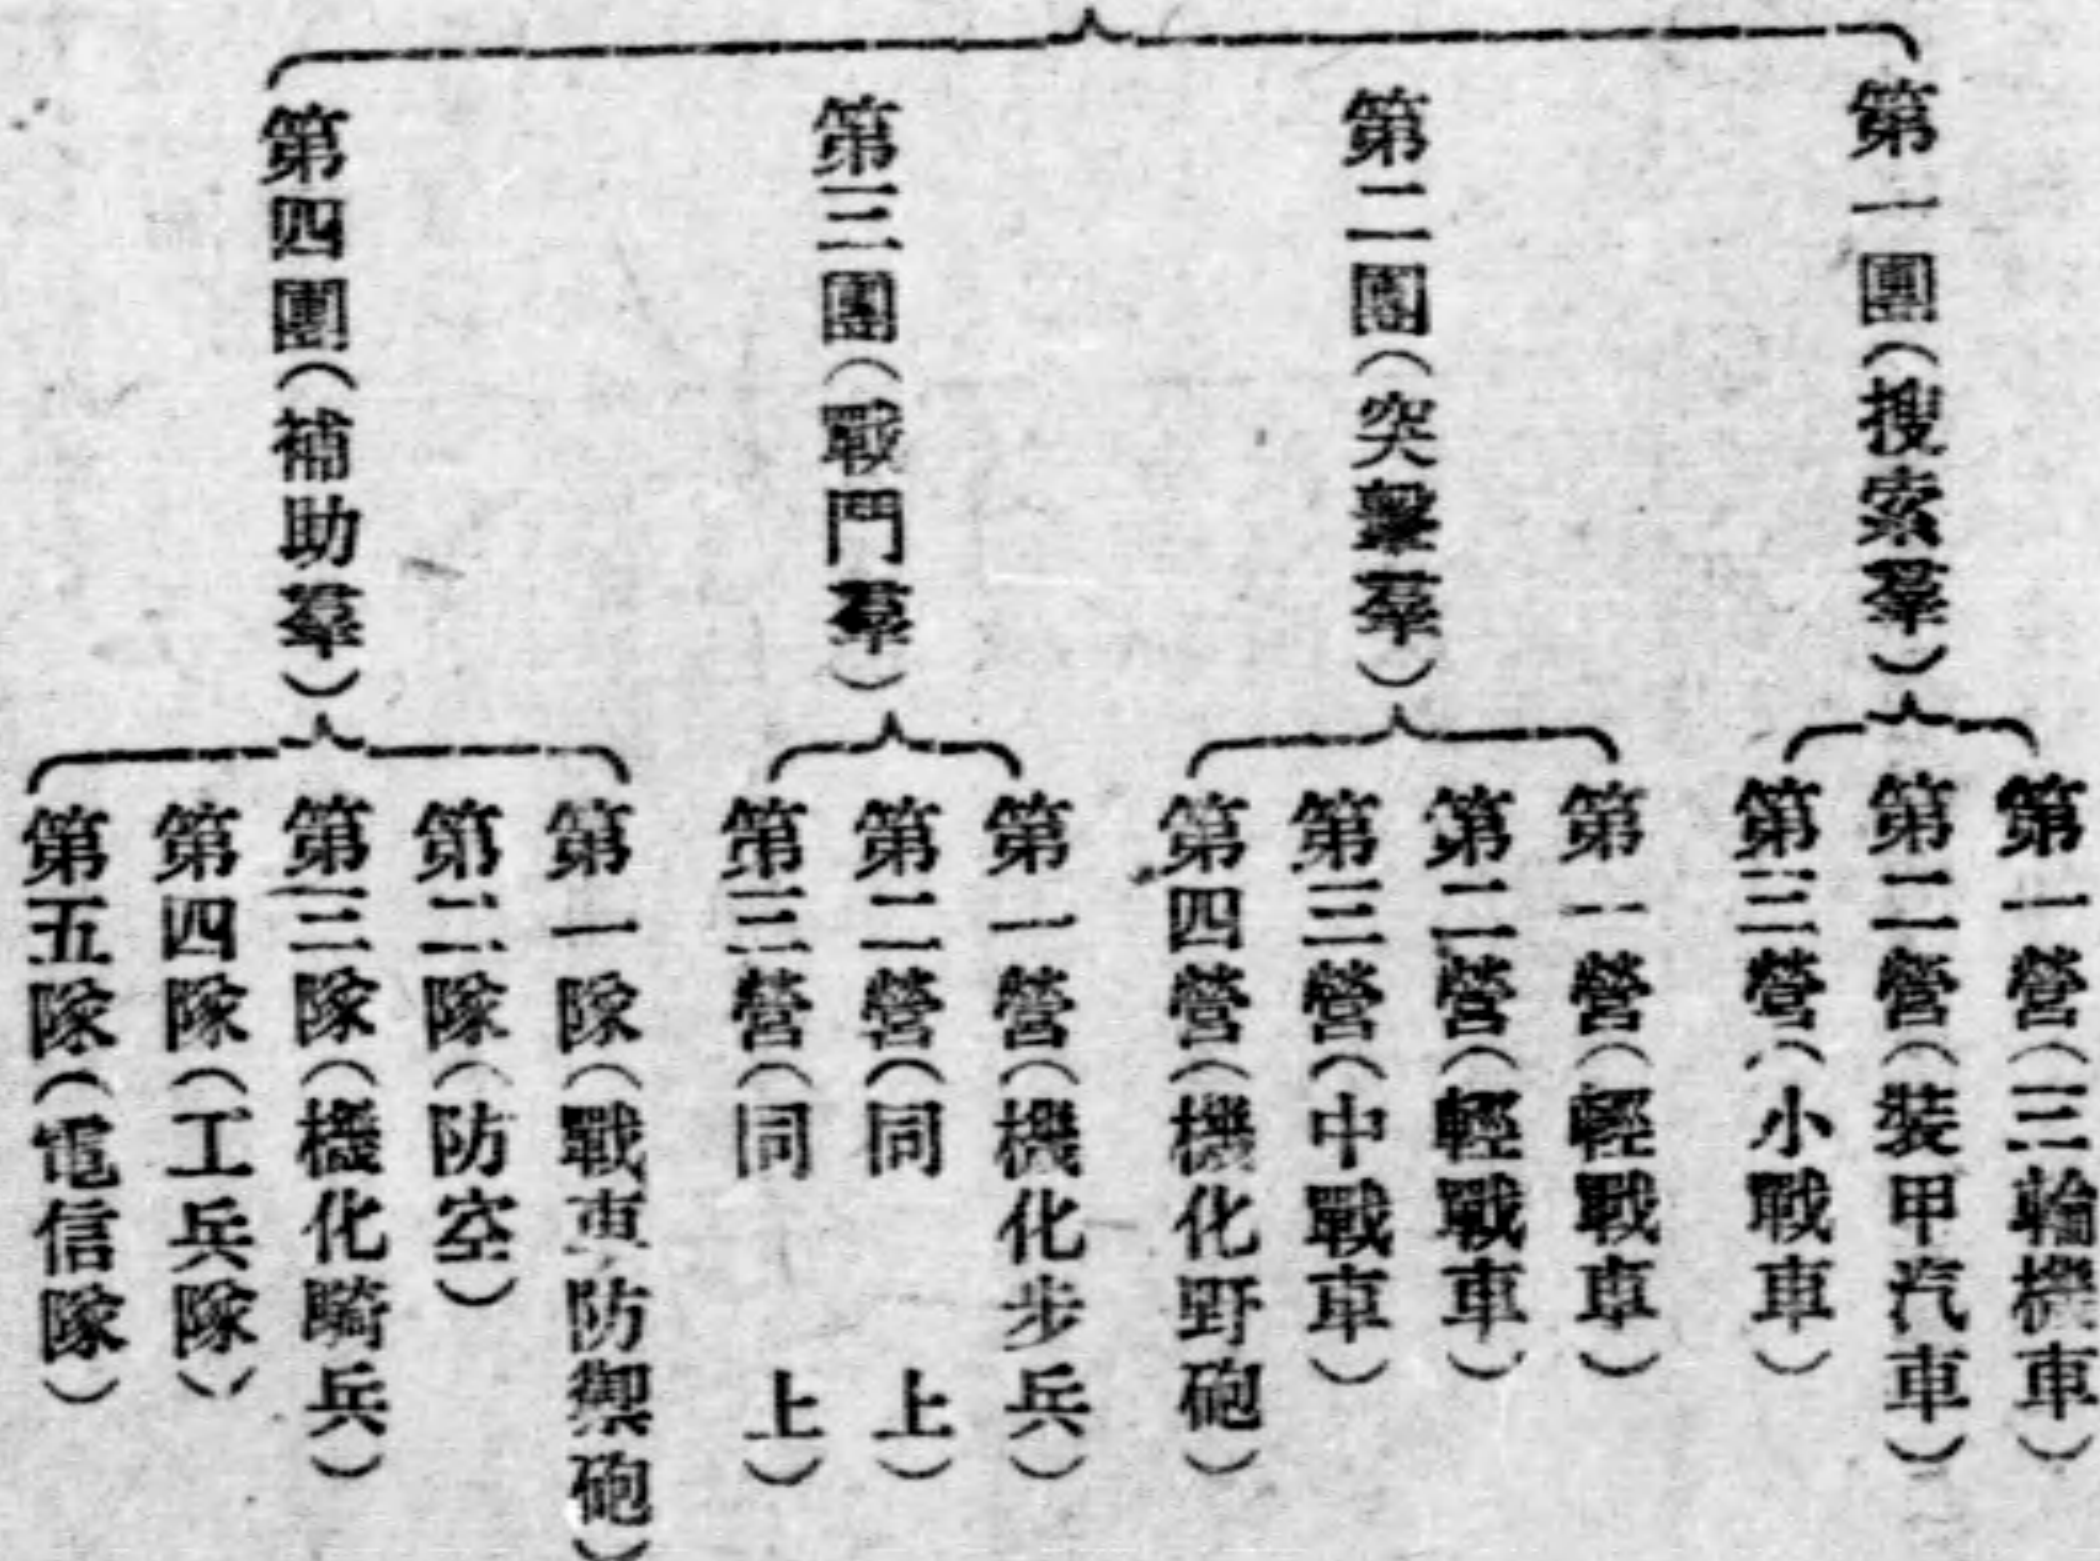 第一團(搜索羣)
第一營(三輪機車)
第二營(裝甲汽車)
第三營(小戰車)
第二團(突擊羣)
第一營(輕戰車)
第二營(輕戰車)
第三營(中戰車)
第四營(機化野砲)
第三團(戰鬥羣)
第一營(機化步兵)
第二營(同上)
第三營(同上)
第四團(補助羣)
第一隊(戰車防禦砲)
第二隊(防空)
第三隊(機化騎兵)
第四隊(工兵隊)
第五隊(電信隊)